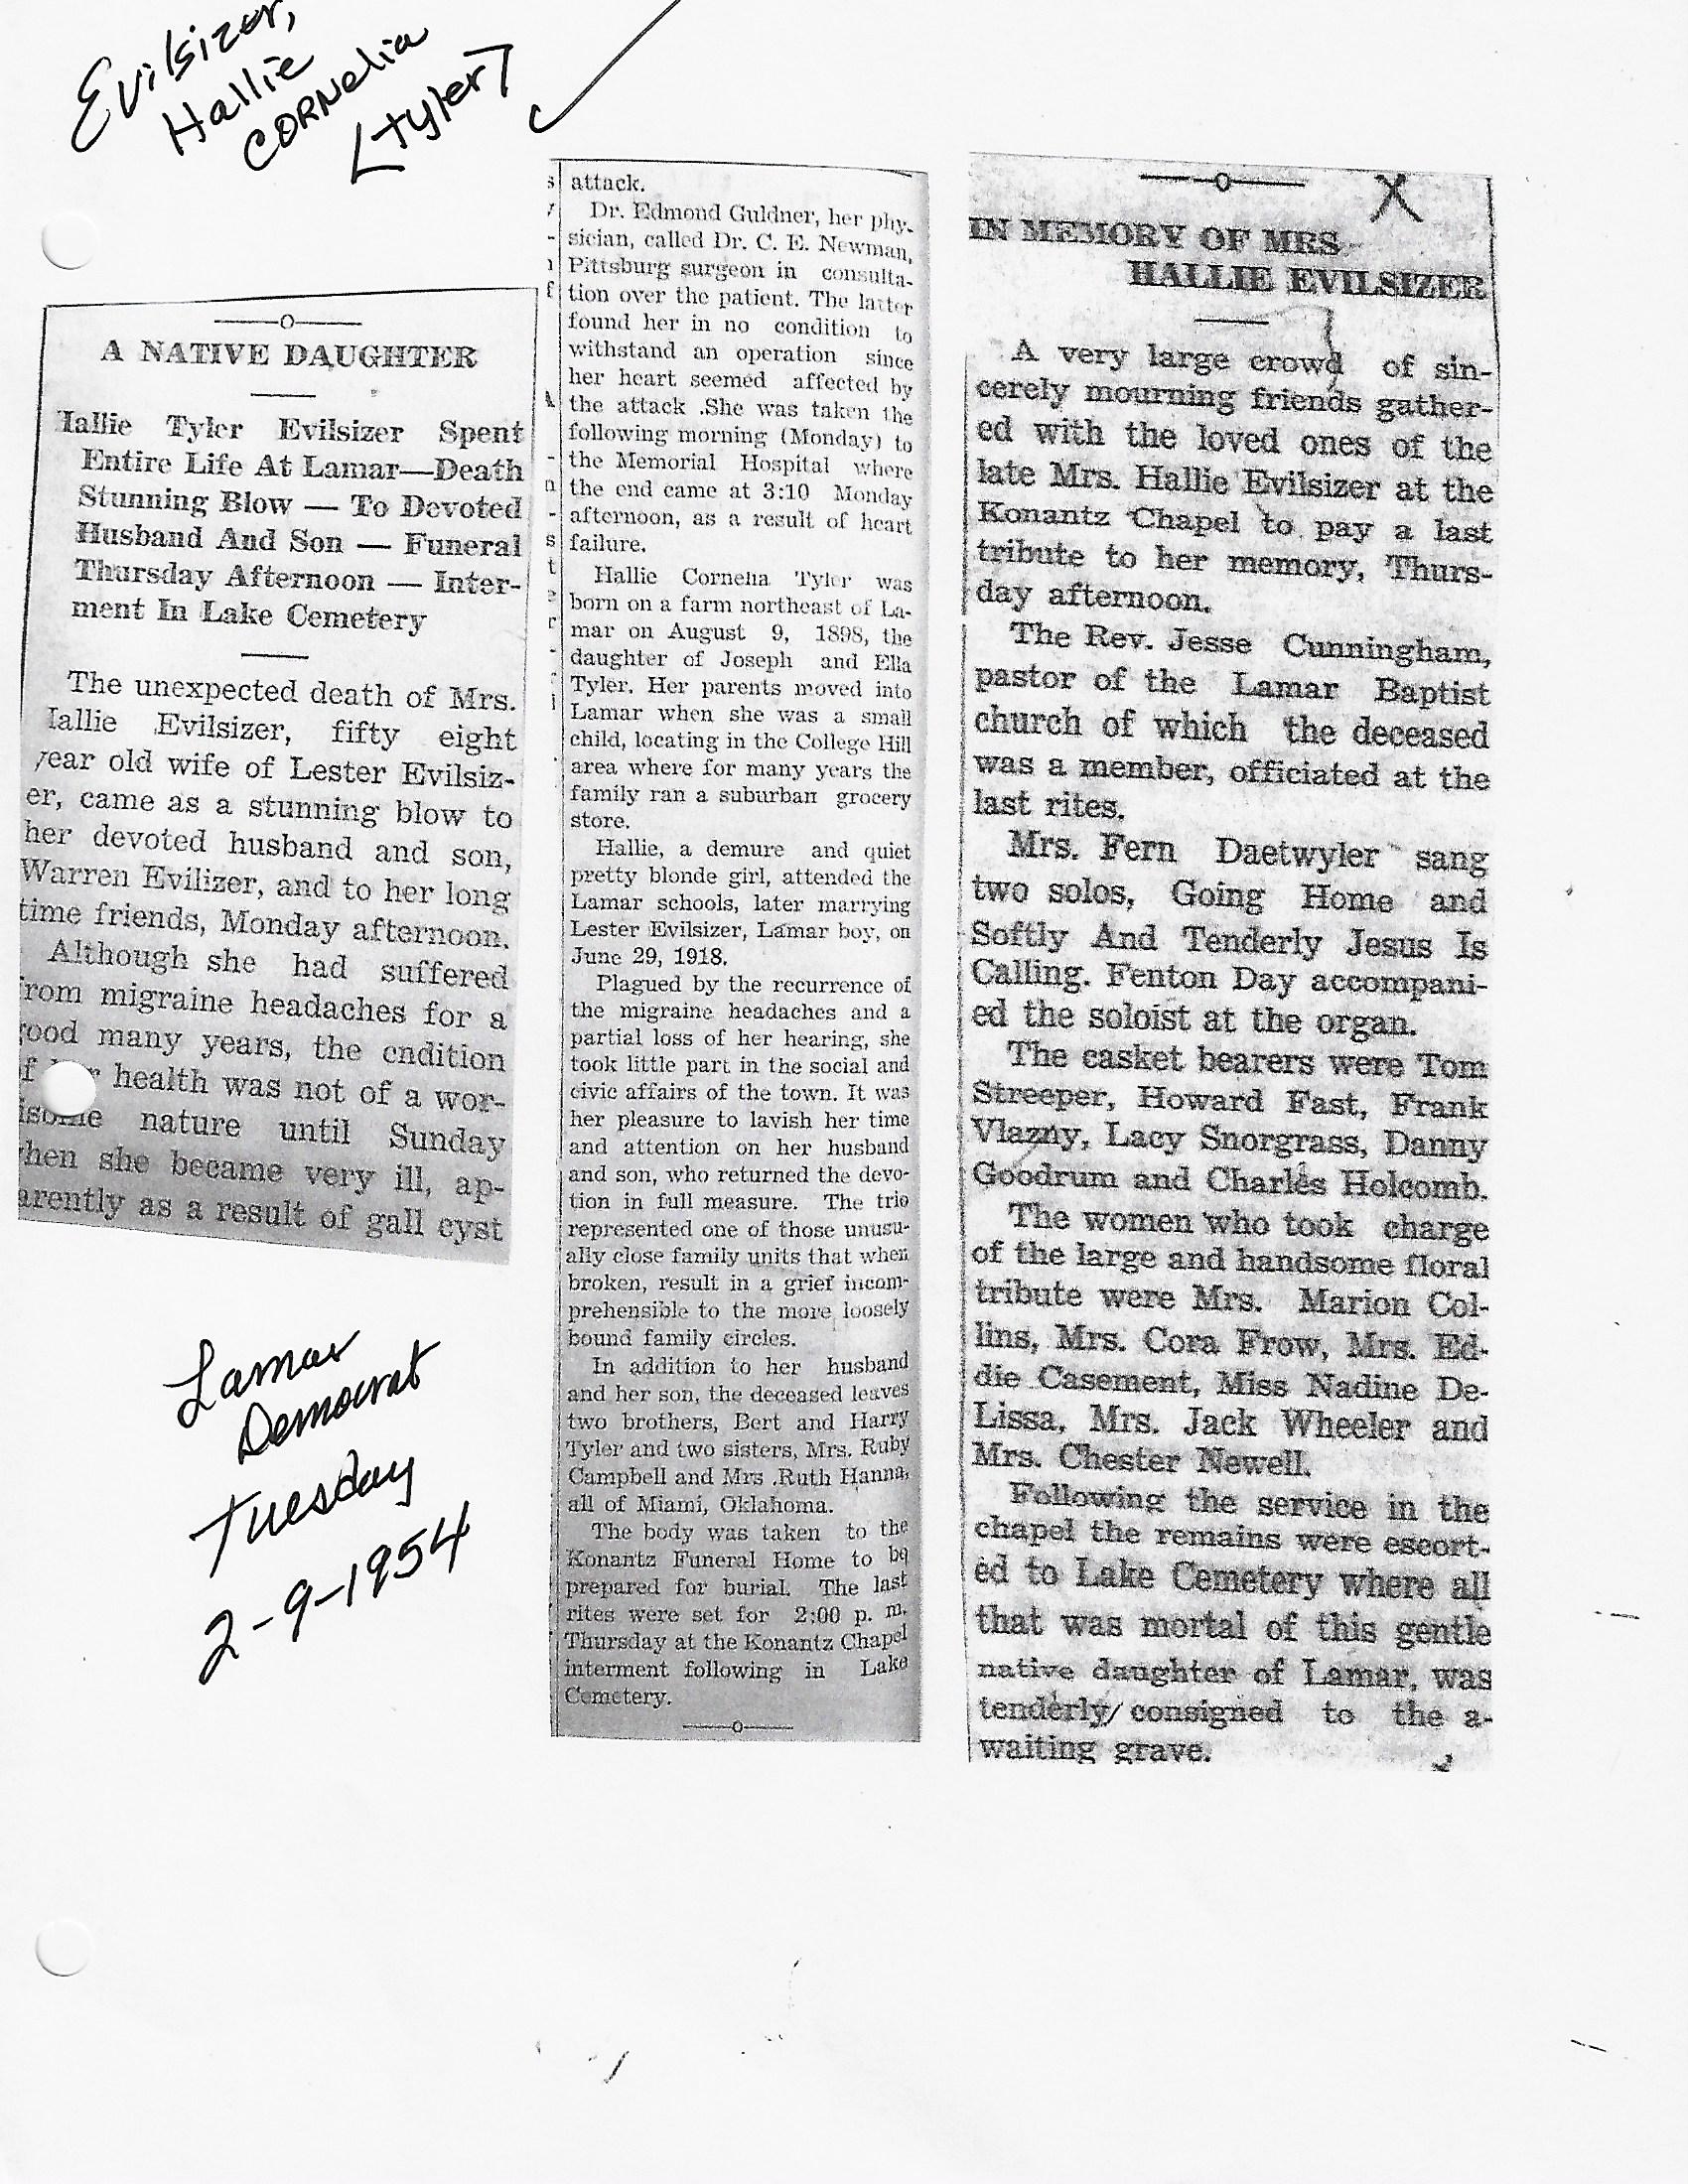 Evilsizer,
Hallie
CORNelia
[tyler]
A NATIVE DAUGHTER
Hallie Tyler Evilsizer Spent
Entire Life At Lamar—Death
Stunning Blow — To Devoted
Husband And Son — Funeral
Thursday Afternoon — Inter-
ment In Lake Cemetery
The unexpected death of Mrs.
Hallie Evilsizer, fifty eight
year old wife of Lester Evilsiz-
er, came as a stunning blow to
her devoted husband and son,
Warren Evilizer, and to her long
time friends, Monday afternoon.
Although she had suffered
from migraine headaches for a
good many years, the cndition
of her health was not of a wor-
isome nature until Sunday
when she became very ill, ap-
arently as a result of gall cyst
Lamar
Democrat
Tuesday
2-9-1954
attack.
Dr. Edmond Guldner, her phy-
sician, called Dr. C. E. Newman,
Pittsburg surgeon in consulta-
tion over the patient. The latter
found her in no condition to
withstand an operation since
her heart seemed affected by
the attack .She was taken the
following morning (Monday) to
the Memorial Hospital where
the end came at 3:10 Monday
afternoon, as a result of heart
failure.
Hallie Cornelia Tyler was
born on a farm northeast of La-
mar on August 9, 1898, the
daughter of Joseph and Ella
Tyler. Her parents moved into
Lamar when she was a small
child, locating in the College Hill
area where for many years the
family ran a suburban grocery
store.
Hallie, a demure and quiet
pretty blonde girl, attended the
Lamar schools, later marrying
Lester Evilsizer, Lamar boy, on
June 29, 1918.
Plagued by the recurrence of
the migraine headaches and a
partial loss of her hearing, she
took little part in the social and
civic affairs of the town. It was
her pleasure to lavish her time
and attention on her husband
and son, who returned the devo-
tion in full measure. The trio
represented one of those unusu-
ally close family units that when
broken, result in a grief incom-
prehensible to the more loosely
bound family circles.
In addition to her husband
and her son, the deceased leaves
two brothers, Bert and Harry
Tyler and two sisters, Mrs. Ruby
Campbell and Mrs .Ruth Hanna,
all of Miami, Oklahoma.
The body was taken to the
Konantz Funeral Home to be
prepared for burial. The last
rites were set for 2:00 p. m.
Thursday at the Konantz Chapel
interment following in Lake
Cemetery.
X
IN MEMORY OF MRS
HALLIE EVILSIZER
A very large crowd of sin-
cerely mourning friends gather-
ed with the loved ones of the
late Mrs. Hallie Evilsizer at the
Konantz Chapel to pay a last
tribute to her memory, Thurs-
day afternoon.
The Rev. Jesse Cunningham,
pastor of the Lamar Baptist
church of which the deceased
was a member, officiated at the
last rites.
Mrs. Fern Daetwyler sang
two solos, Going Home and
Softly And Tenderly Jesus Is
Calling. Fenton Day accompani-
ed the soloist at the organ.
The casket bearers were Tom
Streeper, Howard Fast, Frank
Vlazny, Lacy Snorgrass, Danny
Goodrum and Charles Holcomb.
The women who took charge
of the large and handsome floral
tribute were Mrs. Marion Col-
lins, Mrs. Cora Frow, Mrs. Ed-
die Casement, Miss Nadine De-
Lissa, Mrs. Jack Wheeler and
Mrs. Chester Newell.
Following the service in the
chapel the remains were escort-
ed to Lake Cemetery where all
that was mortal of this gentle
native daughter of Lamar, was
tenderly consigned to the a-
waiting grave.